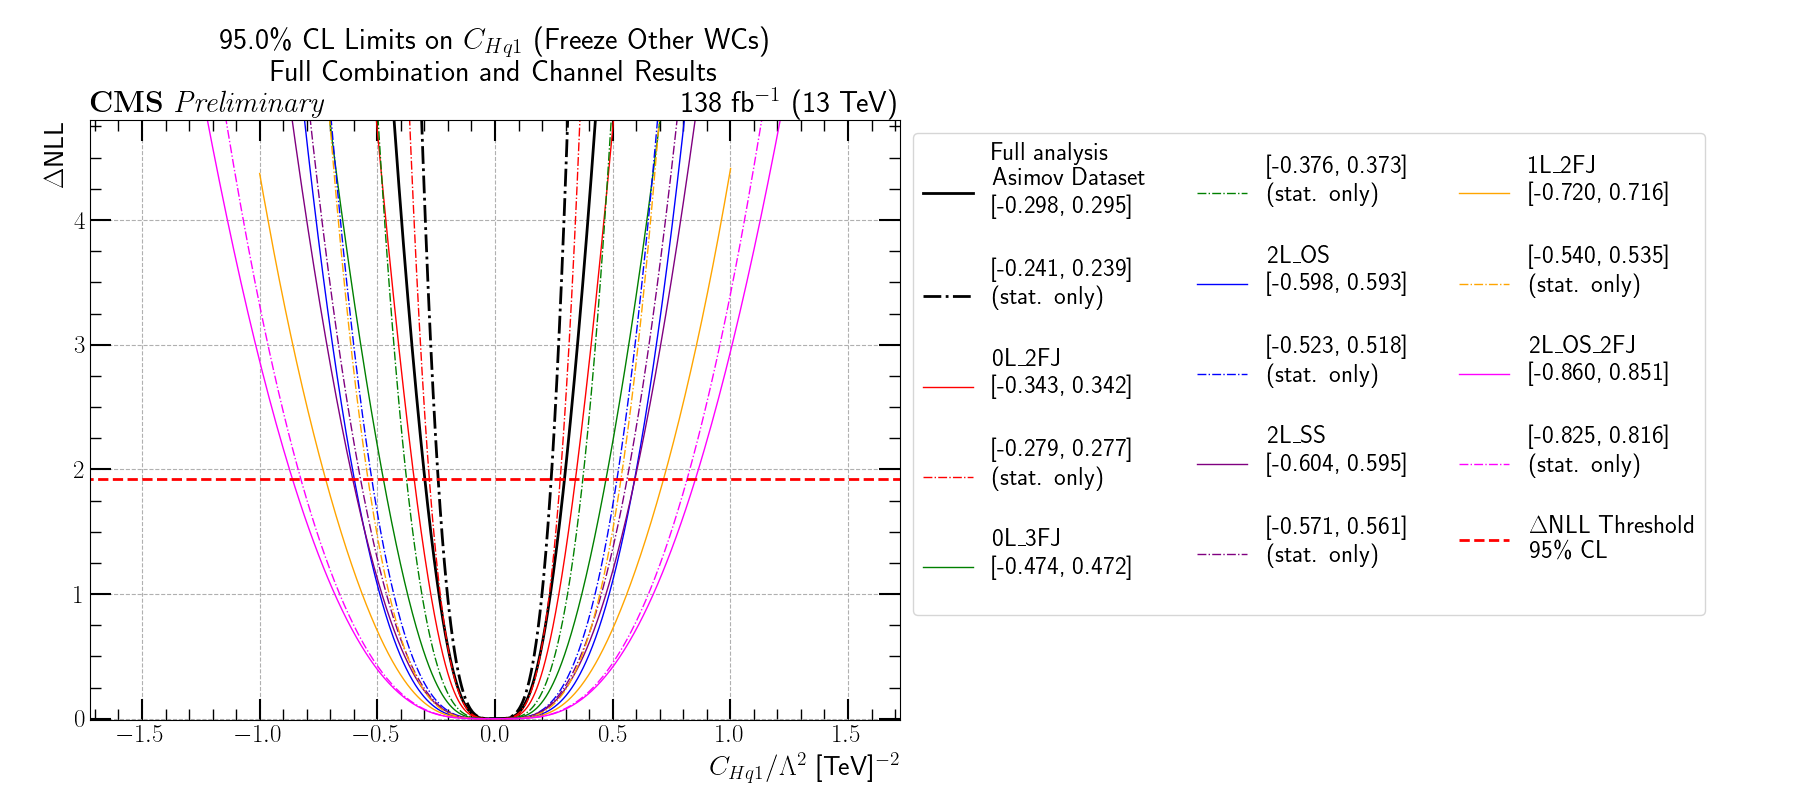 95.0% CL Limits on C_{Hq1} (Freeze Other WCs)
Full Combination and Channel Results
CMS Preliminary
138 fb^{−1} (13 TeV)
ΔNLL
4
3
2
1
0
−1.5
−1.0
−0.5
0.0
0.5
1.0
1.5
C_{Hq1}/Λ^2 [TeV]^{−2}
Full analysis
Asimov Dataset
[-0.298, 0.295]
[-0.241, 0.239]
(stat. only)
0L_2FJ
[-0.343, 0.342]
[-0.279, 0.277]
(stat. only)
0L_3FJ
[-0.474, 0.472]
[-0.376, 0.373]
(stat. only)
2L_OS
[-0.598, 0.593]
[-0.523, 0.518]
(stat. only)
2L_SS
[-0.604, 0.595]
[-0.571, 0.561]
(stat. only)
1L_2FJ
[-0.720, 0.716]
[-0.540, 0.535]
(stat. only)
2L_OS_2FJ
[-0.860, 0.851]
[-0.825, 0.816]
(stat. only)
ΔNLL Threshold
95% CL